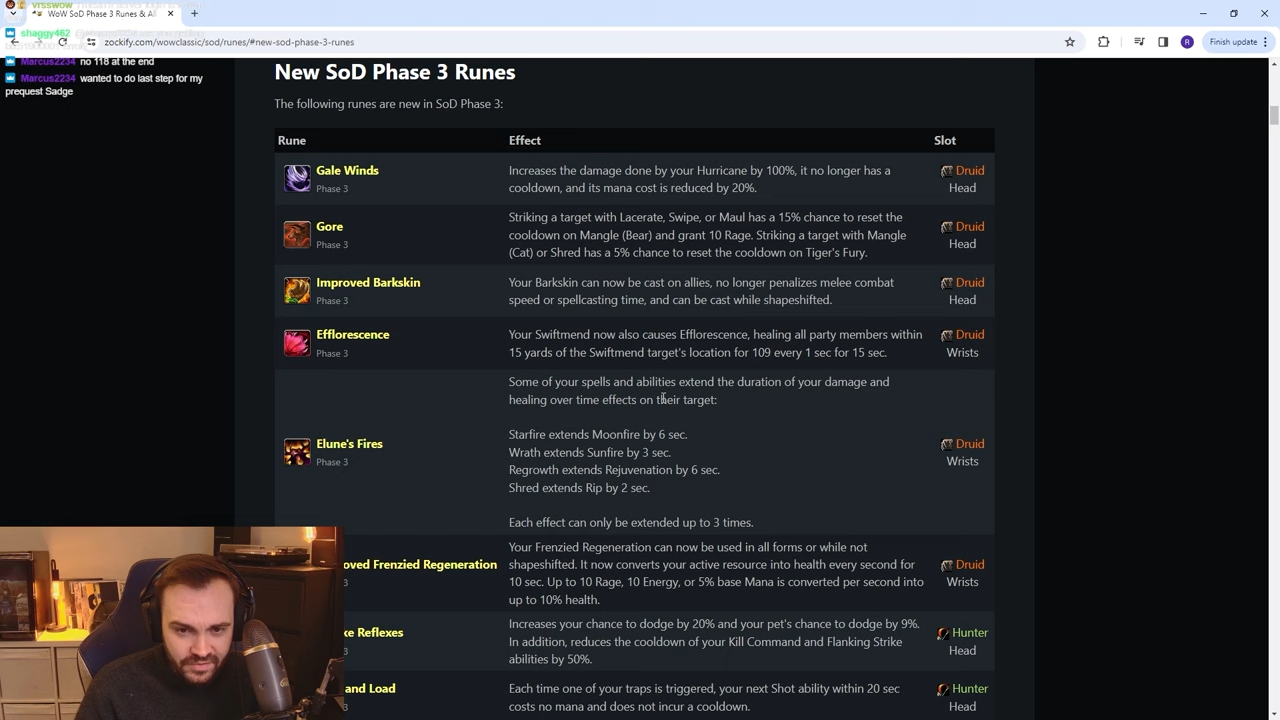 vrsswow
WoW SoD Phase 3 Runes & Al
shaggy462
zockify.com/wowclassic/sod/runes/#new-sod-phase-3-runes
R
Finish update
Marcus2234 no 118 at the end
Marcus2234 wanted to do last step for my
prequest Sadge
New SoD Phase 3 Runes
The following runes are new in SoD Phase 3:
Rune Effect Slot
Gale Winds
Phase 3
Increases the damage done by your Hurricane by 100%, it no longer has a
cooldown, and its mana cost is reduced by 20%.
Druid
Head
Gore
Phase 3
Striking a target with Lacerate, Swipe, or Maul has a 15% chance to reset the
cooldown on Mangle (Bear) and grant 10 Rage. Striking a target with Mangle
(Cat) or Shred has a 5% chance to reset the cooldown on Tiger's Fury.
Druid
Head
Improved Barkskin
Phase 3
Your Barkskin can now be cast on allies, no longer penalizes melee combat
speed or spellcasting time, and can be cast while shapeshifted.
Druid
Head
Efflorescence
Phase 3
Your Swiftmend now also causes Efflorescence, healing all party members within
15 yards of the Swiftmend target's location for 109 every 1 sec for 15 sec.
Druid
Wrists
Elune's Fires
Phase 3
Some of your spells and abilities extend the duration of your damage and
healing over time effects on their target:
Starfire extends Moonfire by 6 sec.
Wrath extends Sunfire by 3 sec.
Regrowth extends Rejuvenation by 6 sec.
Shred extends Rip by 2 sec.
Each effect can only be extended up to 3 times.
Druid
Wrists
oved Frenzied Regeneration
3
Your Frenzied Regeneration can now be used in all forms or while not
shapeshifted. It now converts your active resource into health every second for
10 sec. Up to 10 Rage, 10 Energy, or 5% base Mana is converted per second into
up to 10% health.
Druid
Wrists
ke Reflexes
3
Increases your chance to dodge by 20% and your pet's chance to dodge by 9%.
In addition, reduces the cooldown of your Kill Command and Flanking Strike
abilities by 50%.
Hunter
Head
and Load
3
Each time one of your traps is triggered, your next Shot ability within 20 sec
costs no mana and does not incur a cooldown.
Hunter
Head